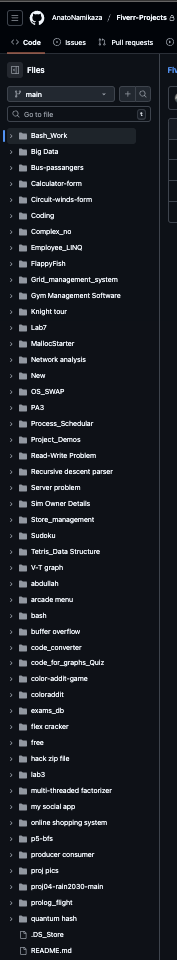 AnatoNamikaza / Fiverr-Projects
Code Issues Pull requests
Files
main
Go to file
Bash_Work
Big Data
Bus-passangers
Calculator-form
Circuit-winds-form
Coding
Complex_no
Employee_LINQ
FlappyFish
Grid_management_system
Gym Management Software
Knight tour
Lab7
MallocStarter
Network analysis
New
OS_SWAP
PA3
Process_Schedular
Project_Demos
Read-Write Problem
Recursive descent parser
Server problem
Sim Owner Details
Store_management
Sudoku
Tetris_Data Structure
V-T graph
abdullah
arcade menu
bash
buffer overflow
code_converter
code_for_graphs_Quiz
color-addit-game
coloraddit
exams_db
flex cracker
free
hack zip file
lab3
multi-threaded factorizer
my social app
online shopping system
p5-bfs
producer consumer
proj pics
proj04-rain2030-main
prolog_flight
quantum hash
.DS_Store
README.md